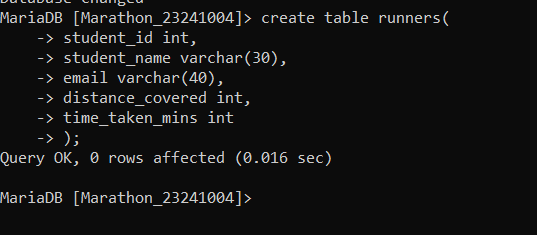 Database changed
MariaDB [Marathon_23241004]> create table runners(
    -> student_id int,
    -> student_name varchar(30),
    -> email varchar(40),
    -> distance_covered int,
    -> time_taken_mins int
    -> );
Query OK, 0 rows affected (0.016 sec)
MariaDB [Marathon_23241004]>